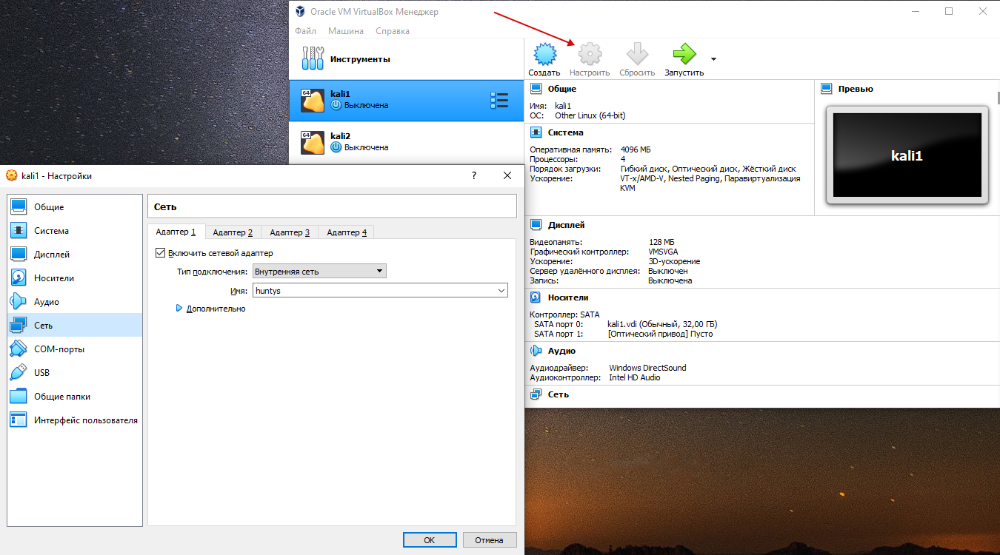 Oracle VM VirtualBox Менеджер
Файл Машина Справка
Инструменты
Создать Настроить Сбросить Запустить
64
kali1
Выключена
64
kali2
Выключена
Общие
Имя: kali1
ОС: Other Linux (64-bit)
Система
Оперативная память: 4096 МБ
Процессоры: 4
Порядок загрузки: Гибкий диск, Оптический диск, Жёсткий диск
Ускорение: VT-x/AMD-V, Nested Paging, Паравиртуализация
KVM
Превью
kali1
Дисплей
Видеопамять: 128 МБ
Графический контроллер: VMSVGA
Ускорение: 3D-ускорение
Сервер удалённого дисплея: Выключен
Запись: Выключена
Носители
Контроллер: SATA
SATA порт 0: kali1.vdi (Обычный, 32,00 ГБ)
SATA порт 1: [Оптический привод] Пусто
Аудио
Аудиодрайвер: Windows DirectSound
Аудиоконтроллер: Intel HD Audio
Сеть
kali1 - Настройки ?
Общие
Система
Дисплей
Носители
Аудио
Сеть
COM-порты
USB
Общие папки
Интерфейс пользователя
Сеть
Адаптер 1 Адаптер 2 Адаптер 3 Адаптер 4
Включить сетевой адаптер
Тип подключения: Внутренняя сеть
Имя: huntys
Дополнительно
OK Отмена